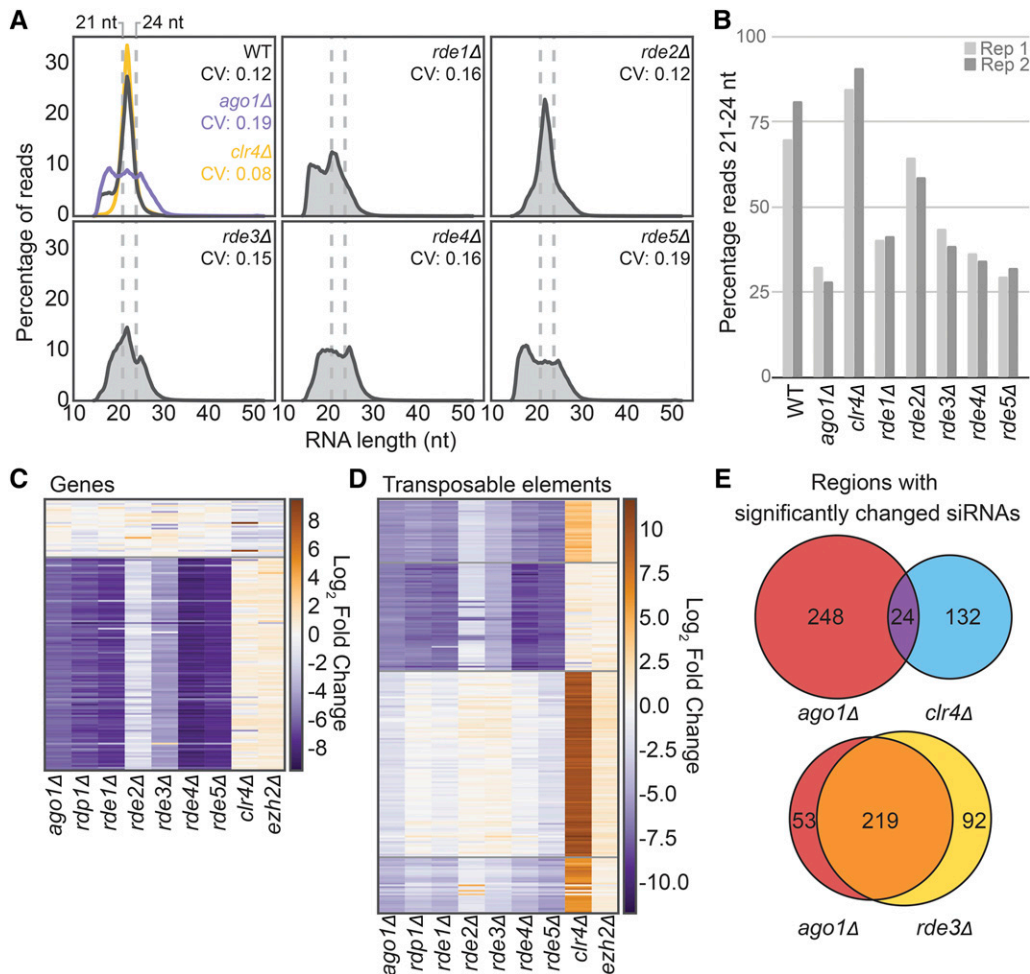 A
21 nt
24 nt
Percentage of reads
30
20
10
0
WT
CV: 0.12
ago1Δ
CV: 0.19
clr4Δ
CV: 0.08
rde1Δ
CV: 0.16
rde2Δ
CV: 0.12
30
20
10
0
rde3Δ
CV: 0.15
rde4Δ
CV: 0.16
rde5Δ
CV: 0.19
10 20 30 40 50 10 20 30 40 50 10 20 30 40 50
RNA length (nt)
B
Percentage reads 21-24 nt
100
75
50
25
0
Rep 1
Rep 2
WT
ago1Δ
clr4Δ
rde1Δ
rde2Δ
rde3Δ
rde4Δ
rde5Δ
C Genes
8
6
4
2
0
-2
-4
-6
-8
Log2 Fold Change
ago1Δ
rdp1Δ
rde1Δ
rde2Δ
rde3Δ
rde4Δ
rde5Δ
clr4Δ
ezh2Δ
D Transposable elements
10
7.5
5.0
2.5
0.0
-2.5
-5.0
-7.5
-10.0
Log2 Fold Change
ago1Δ
rdp1Δ
rde1Δ
rde2Δ
rde3Δ
rde4Δ
rde5Δ
clr4Δ
ezh2Δ
E Regions with
significantly changed siRNAs
248 24 132
ago1Δ clr4Δ
53 219 92
ago1Δ rde3Δ